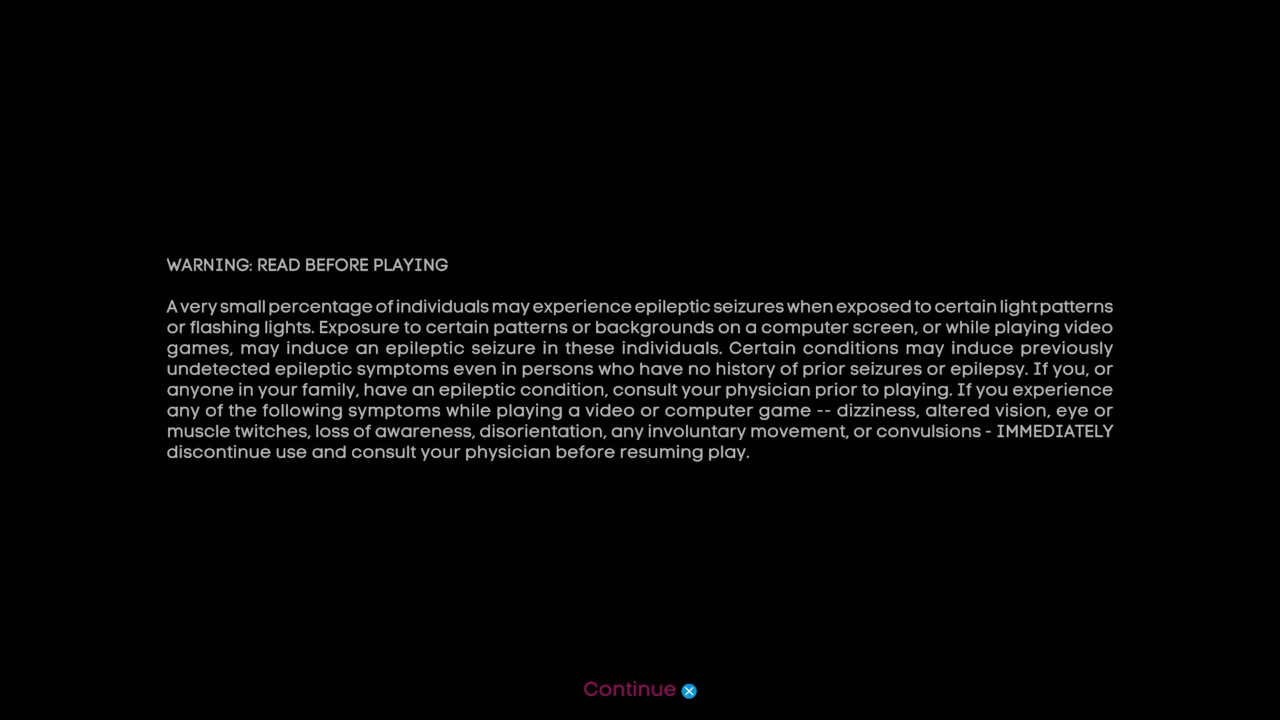 WARNING: READ BEFORE PLAYING
A very small percentage of individuals may experience epileptic seizures when exposed to certain light patterns
or flashing lights. Exposure to certain patterns or backgrounds on a computer screen, or while playing video
games, may induce an epileptic seizure in these individuals. Certain conditions may induce previously
undetected epileptic symptoms even in persons who have no history of prior seizures or epilepsy. If you, or
anyone in your family, have an epileptic condition, consult your physician prior to playing. If you experience
any of the following symptoms while playing a video or computer game -- dizziness, altered vision, eye or
muscle twitches, loss of awareness, disorientation, any involuntary movement, or convulsions - IMMEDIATELY
discontinue use and consult your physician before resuming play.
Continue